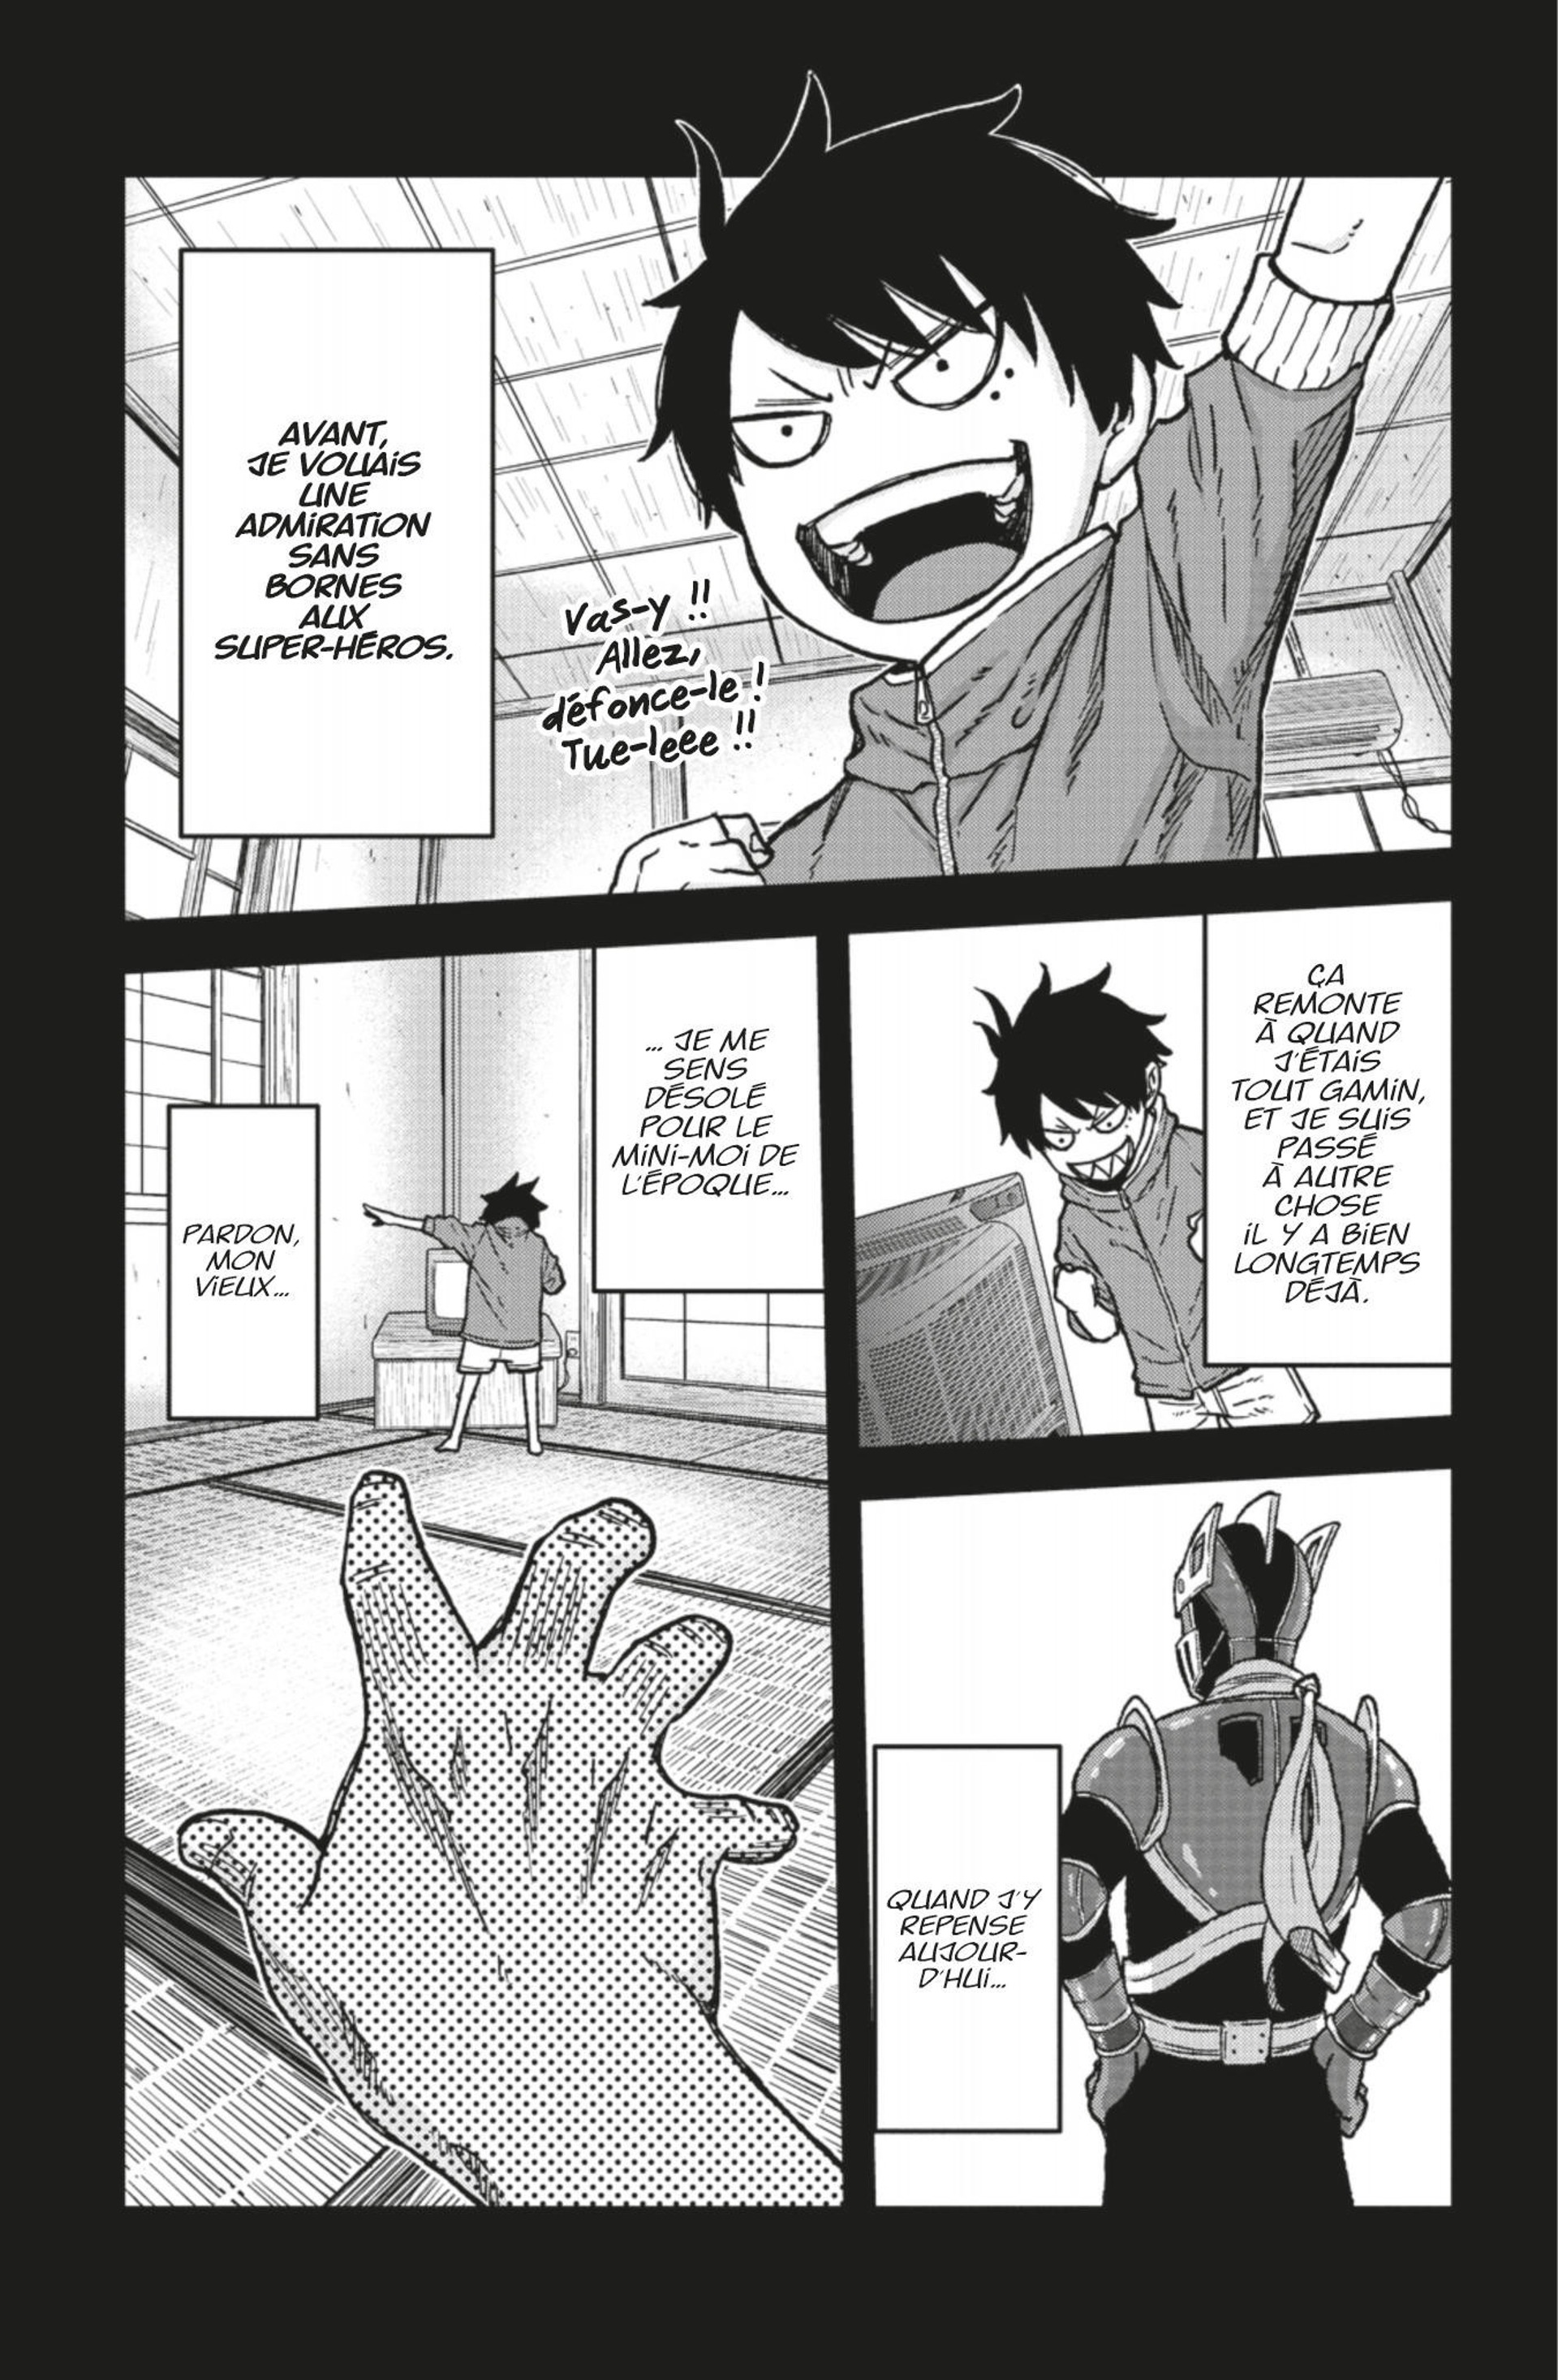 AVANT,
JE VOUAIS
UNE
ADMIRATION
SANS
BORNES
AUX
SUPER-HÉROS.
Vas-y !!
Allez,
défonce-le !
Tue-leee !!
ÇA
REMONTE
À QUAND
J'ÉTAIS
TOUT GAMIN,
ET JE SUIS
PASSÉ
À AUTRE
CHOSE
IL Y A BIEN
LONGTEMPS
DÉJÀ.
QUAND J'Y
REPENSE
AUJOUR-
D'HUI...
... JE ME
SENS
DÉSOLÉ
POUR LE
MINI-MOI DE
L'ÉPOQUE...
PARDON,
MON
VIEUX...